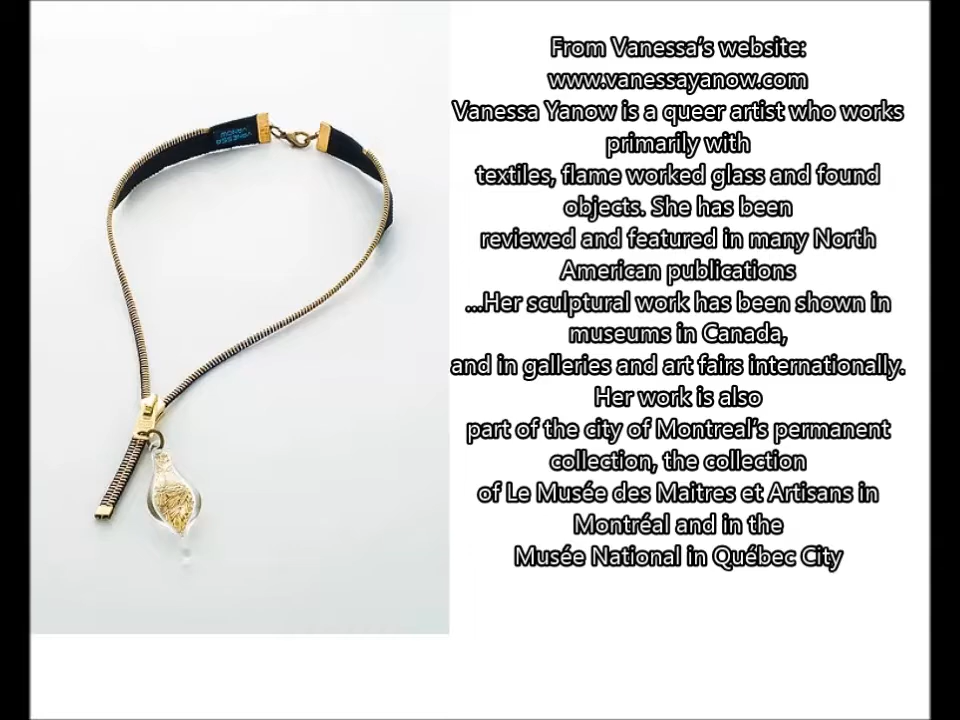 VANESSA
YANOW
From Vanessa's website:
www.vanessayanow.com
Vanessa Yanow is a queer artist who works
primarily with
textiles, flame worked glass and found
objects. She has been
reviewed and featured in many North
American publications
...Her sculptural work has been shown in
museums in Canada,
and in galleries and art fairs internationally.
Her work is also
part of the city of Montreal's permanent
collection, the collection
of Le Musée des Maitres et Artisans in
Montréal and in the
Musée National in Québec City